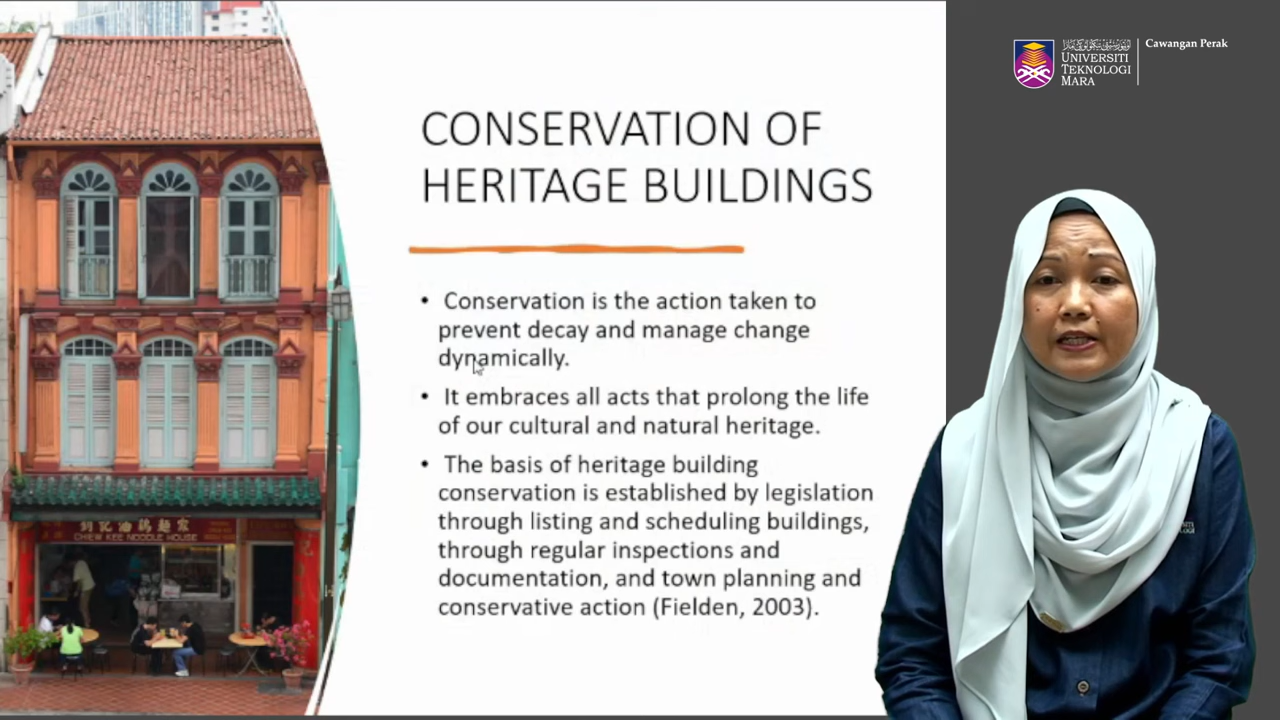 CONSERVATION OF
HERITAGE BUILDINGS
• Conservation is the action taken to
prevent decay and manage change
dynamically.
• It embraces all acts that prolong the life
of our cultural and natural heritage.
• The basis of heritage building
conservation is established by legislation
through listing and scheduling buildings,
through regular inspections and
documentation, and town planning and
conservative action (Fielden, 2003).
CHIEW KEE NOODLE HOUSE
UNIVERSITI
TEKNOLOGI
MARA
Cawangan Perak